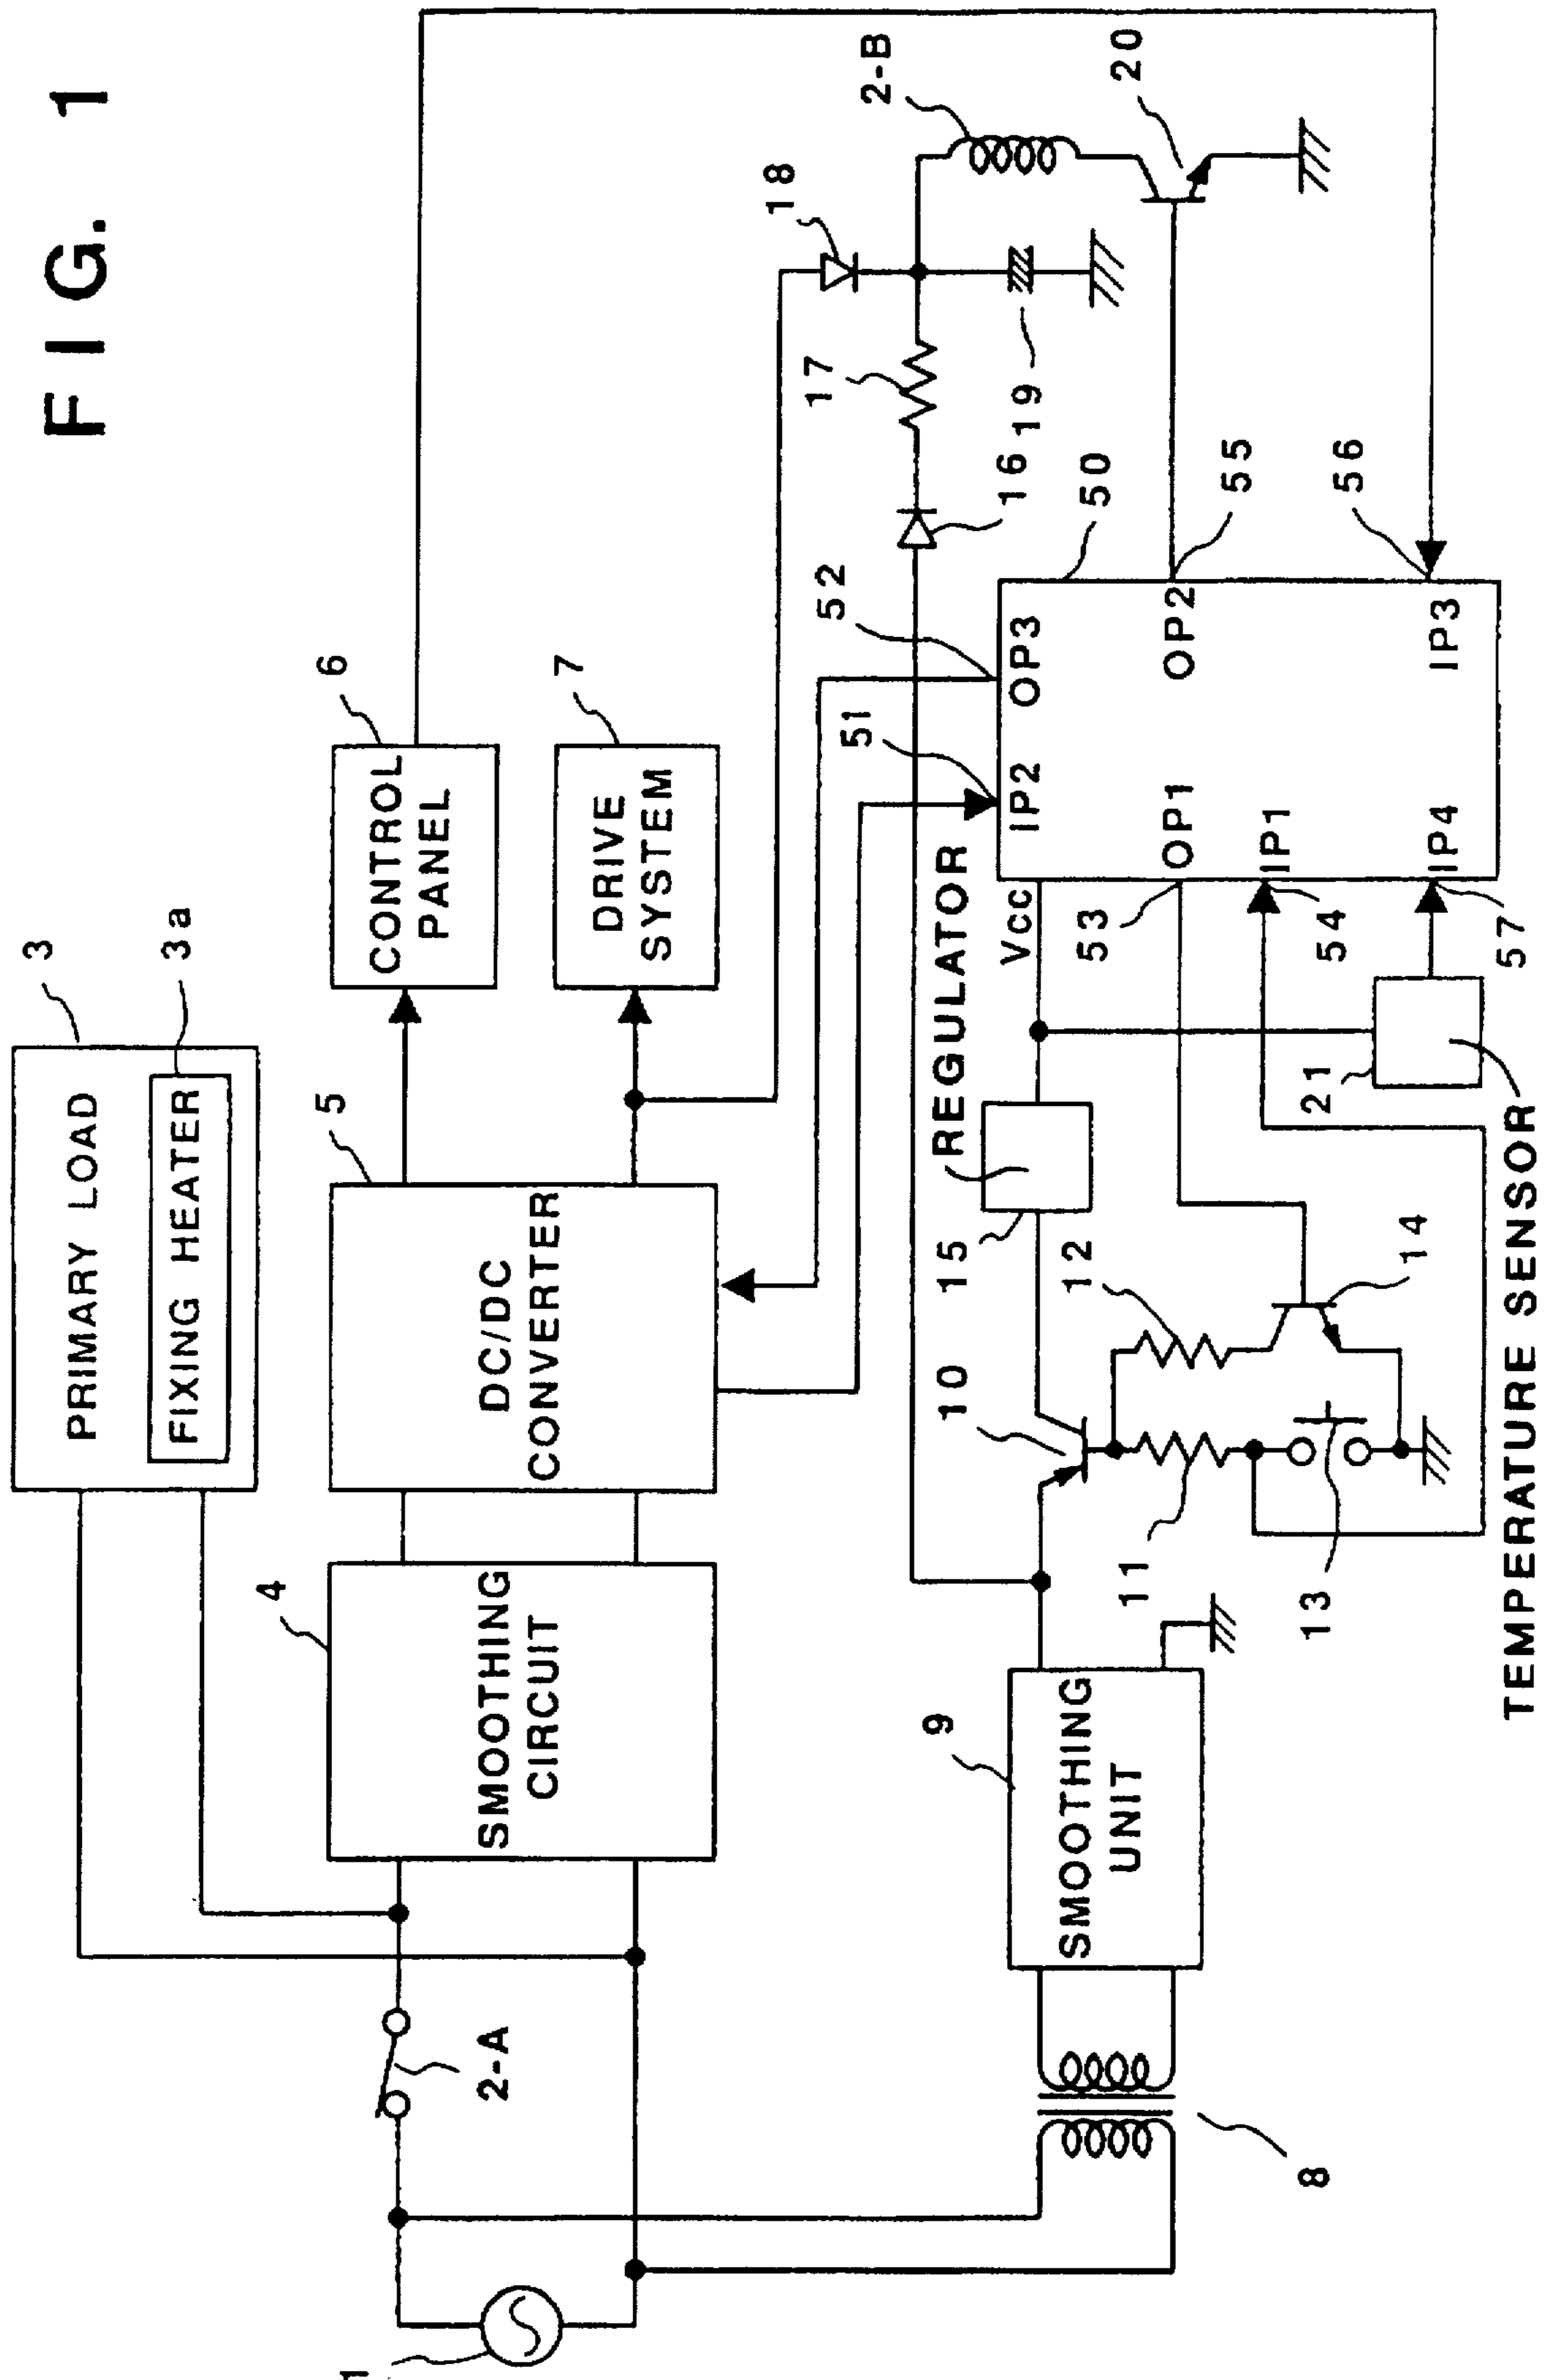 FIG. 1
3
PRIMARY LOAD
3a
FIXING HEATER
1
2-A
4
SMOOTHING
CIRCUIT
5
DC/DC
CONVERTER
6
CONTROL
PANEL
7
DRIVE
SYSTEM
18
2-B
17
19
20
16
8
9
SMOOTHING
UNIT
10
11
12
13
14
15
REGULATOR
Vcc
21
TEMPERATURE SENSOR
50
51
52
53
54
55
56
57
IP2
OP3
OP1
OP2
IP1
IP4
IP3